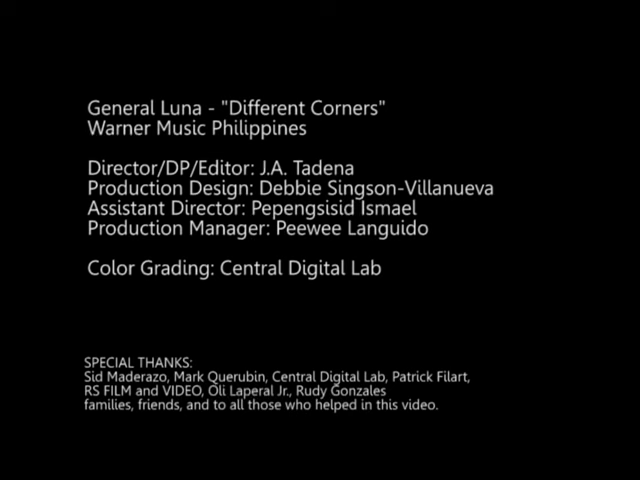 General Luna - "Different Corners"
Warner Music Philippines
Director/DP/Editor: J.A. Tadena
Production Design: Debbie Singson-Villanueva
Assistant Director: Pepengsisid Ismael
Production Manager: Peewee Languido
Color Grading: Central Digital Lab
SPECIAL THANKS:
Sid Maderazo, Mark Querubin, Central Digital Lab, Patrick Filart,
RS FILM and VIDEO, Oli Laperal Jr., Rudy Gonzales
families, friends, and to all those who helped in this video.